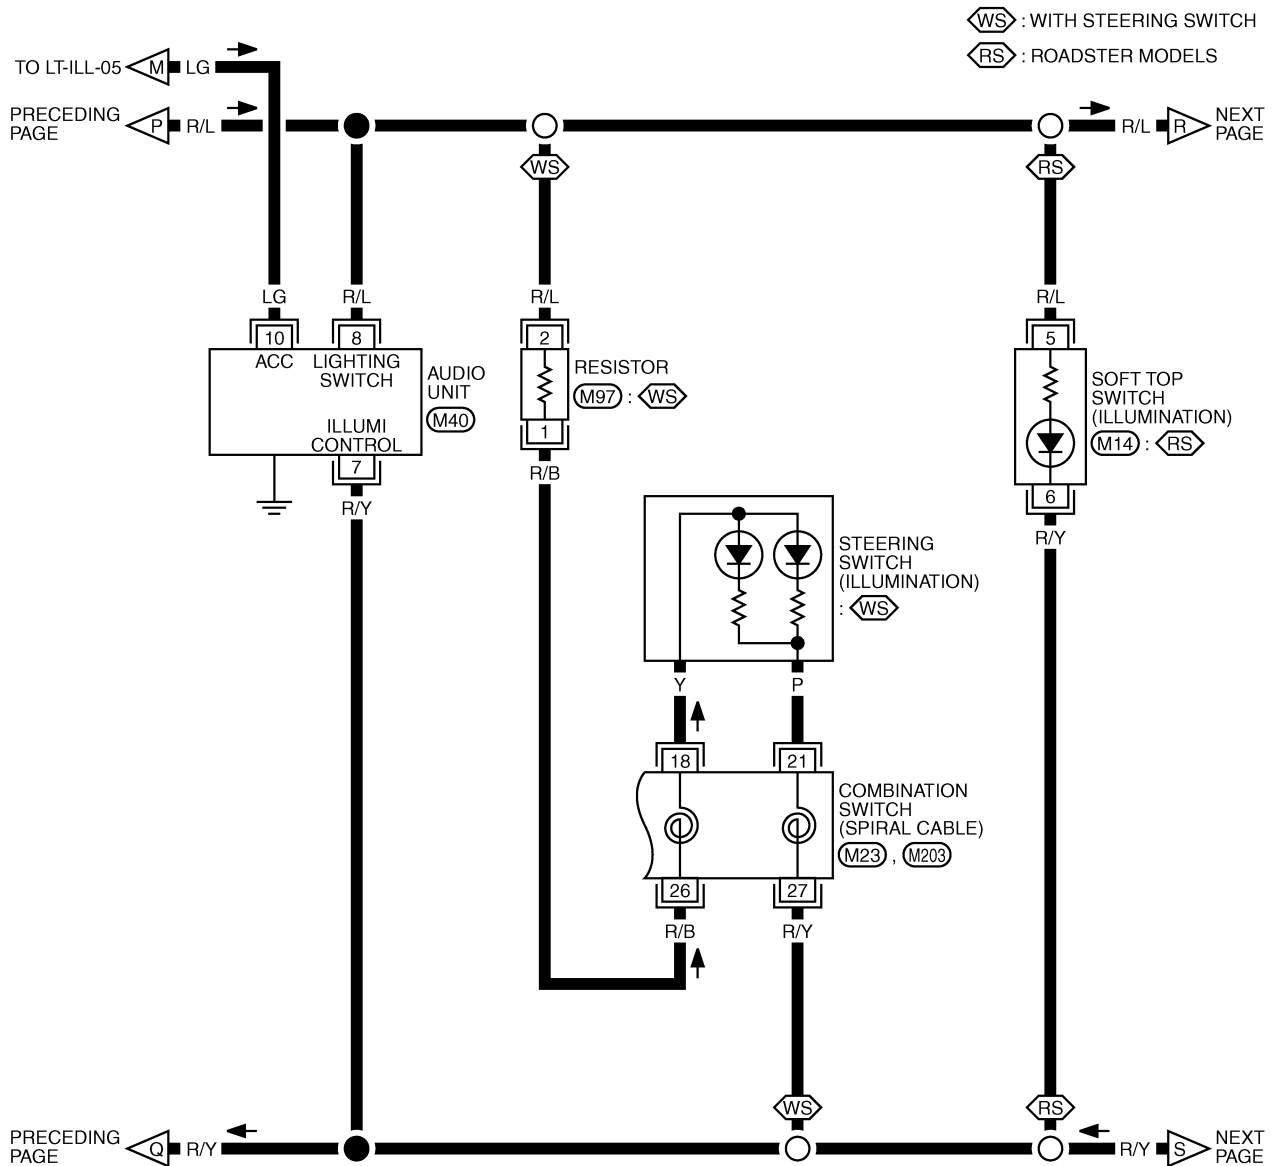 WS : WITH STEERING SWITCH
RS : ROADSTER MODELS
TO LT-ILL-05 M LG
PRECEDING
PAGE
P R/L
R/L R
NEXT
PAGE
WS
RS
LG
R/L
R/L
R/L
10
8
2
5
ACC
LIGHTING
SWITCH
ILLUMI
CONTROL
7
R/Y
AUDIO
UNIT
M40
RESISTOR
M97 : WS
1
R/B
SOFT TOP
SWITCH
(ILLUMINATION)
M14 : RS
6
R/Y
STEERING
SWITCH
(ILLUMINATION)
: WS
Y
P
18
21
COMBINATION
SWITCH
(SPIRAL CABLE)
M23 , M203
26
27
R/B
R/Y
WS
RS
PRECEDING
PAGE
Q R/Y
R/Y S
NEXT
PAGE